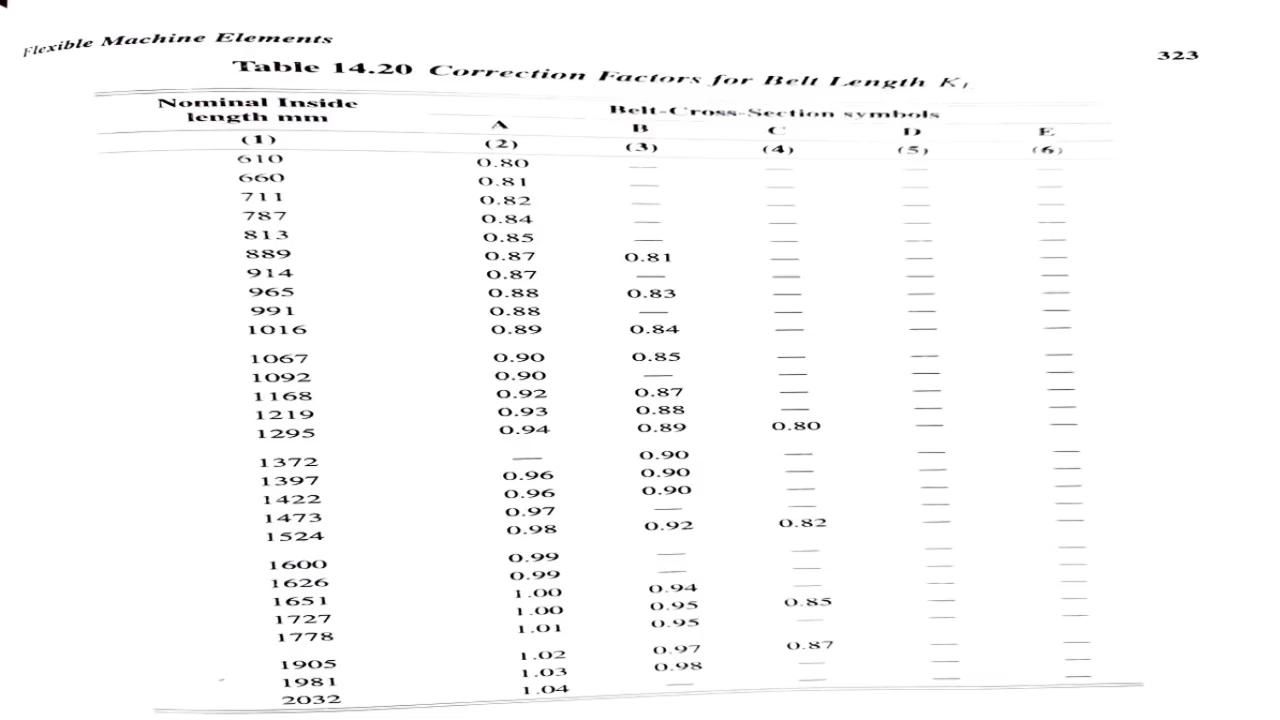 Flexible Machine Elements
323
Table 14.20 Correction Factors for Belt Length K_L
Nominal Inside length mm Belt-Cross-Section symbols
A B C D E
(1) (2) (3) (4) (5) (6)
610 0.80 — — — —
660 0.81 — — — —
711 0.82 — — — —
787 0.84 — — — —
813 0.85 — — — —
889 0.87 0.81 — — —
914 0.87 — — — —
965 0.88 0.83 — — —
991 0.88 — — — —
1016 0.89 0.84 — — —
1067 0.90 0.85 — — —
1092 0.90 — — — —
1168 0.92 0.87 — — —
1219 0.93 0.88 — — —
1295 0.94 0.89 0.80 — —
1372 — 0.90 — — —
1397 0.96 0.90 — — —
1422 0.96 0.90 — — —
1473 0.97 — — — —
1524 0.98 0.92 0.82 — —
1600 0.99 — — — —
1626 0.99 — — — —
1651 1.00 0.94 — — —
1727 1.00 0.95 0.85 — —
1778 1.01 0.95 — — —
1905 1.02 0.97 0.87 — —
1981 1.03 0.98 — — —
2032 1.04 — — — —